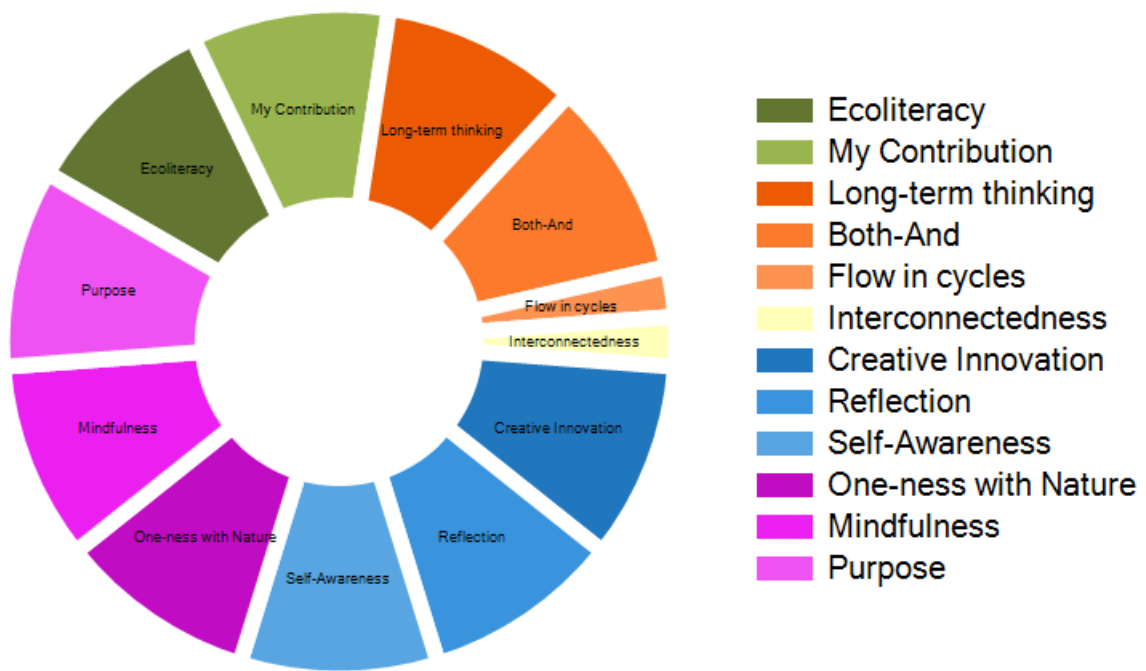 My Contribution
Long-term thinking
Ecoliteracy
Both-And
Purpose
Flow in cycles
Interconnectedness
Mindfulness
Creative Innovation
One-ness with Nature
Reflection
Self-Awareness
Ecoliteracy
My Contribution
Long-term thinking
Both-And
Flow in cycles
Interconnectedness
Creative Innovation
Reflection
Self-Awareness
One-ness with Nature
Mindfulness
Purpose